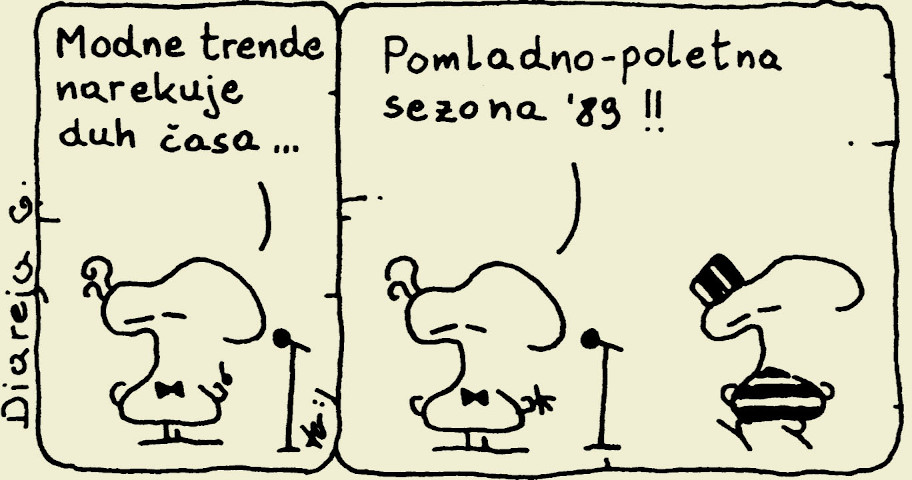 Modne trende
narekuje
duh časa ...
Pomladno-poletna
sezona '89 !!
Diareja